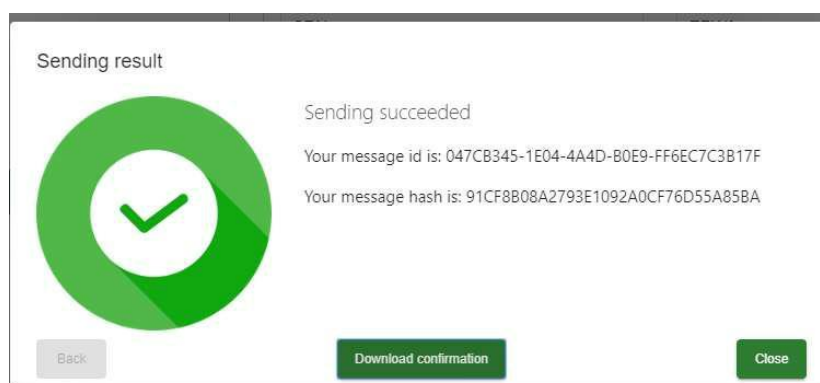 Sending result
Sending succeeded
Your message id is: 047CB345-1E04-4A4D-B0E9-FF6EC7C3B17F
Your message hash is: 91CF8B08A2793E1092A0CF76D55A85BA
Back
Download confirmation
Close